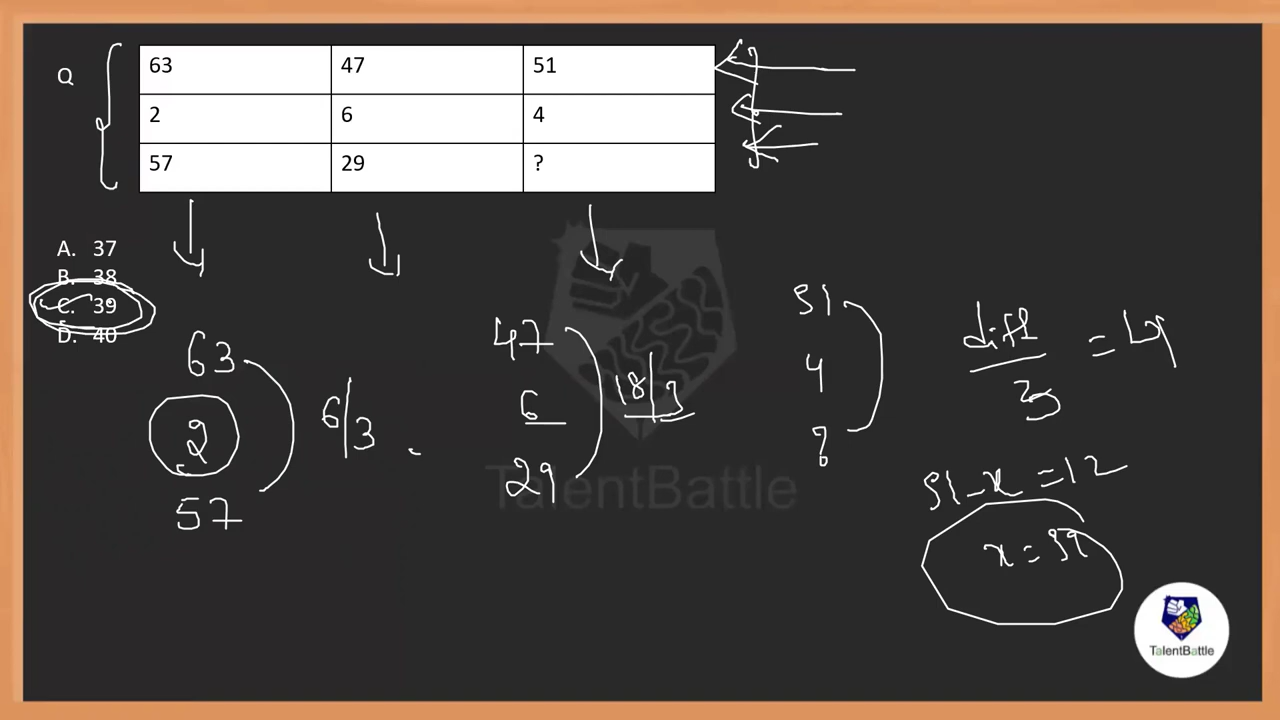 Q
63 47 51
2 6 4
57 29 ?
A. 37
B. 38
C. 39
D. 40
63
2
57
6/3
47
6
29
18/3
51
4
?
diff/3 = 4
51-x=12
x=39
TalentBattle
TalentBattle